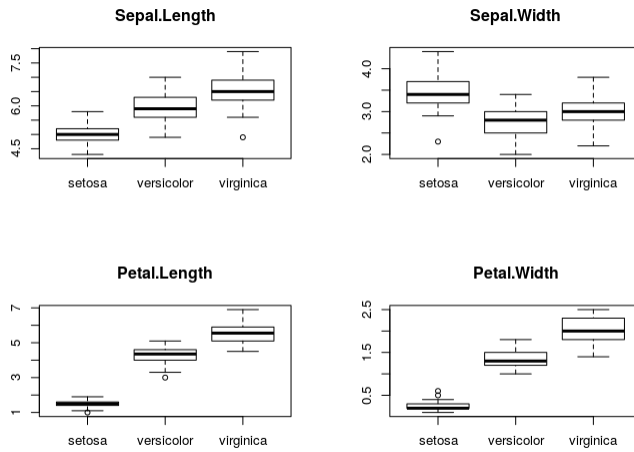 Sepal.Length
7.5
6.0
4.5
setosa versicolor virginica
Sepal.Width
4.0
3.0
2.0
setosa versicolor virginica
Petal.Length
7
5
3
1
setosa versicolor virginica
Petal.Width
2.5
1.5
0.5
setosa versicolor virginica